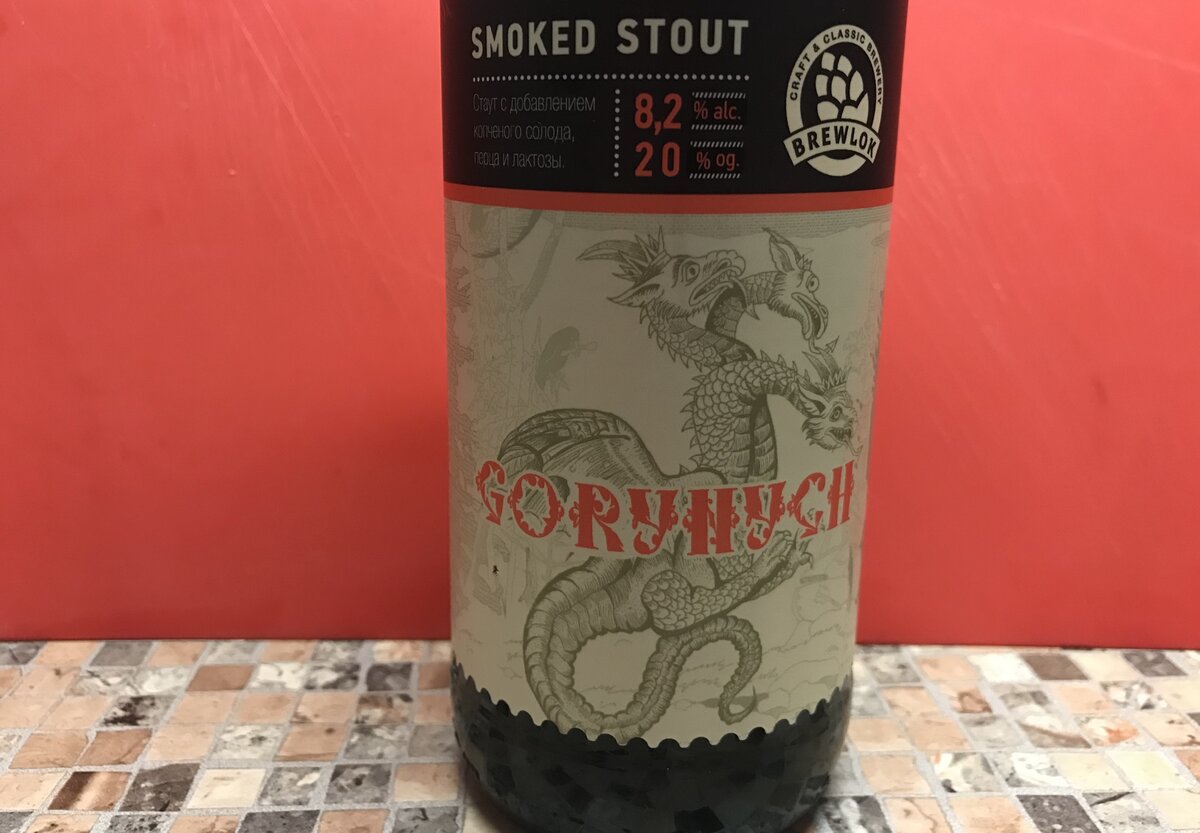 SMOKED STOUT
Стаут с добавлением
копченого солода,
перца и лактозы.
8,2 % alc.
20 % og.
CRAFT & CLASSIC BREWERY
BREWLOK
GORYNYCH